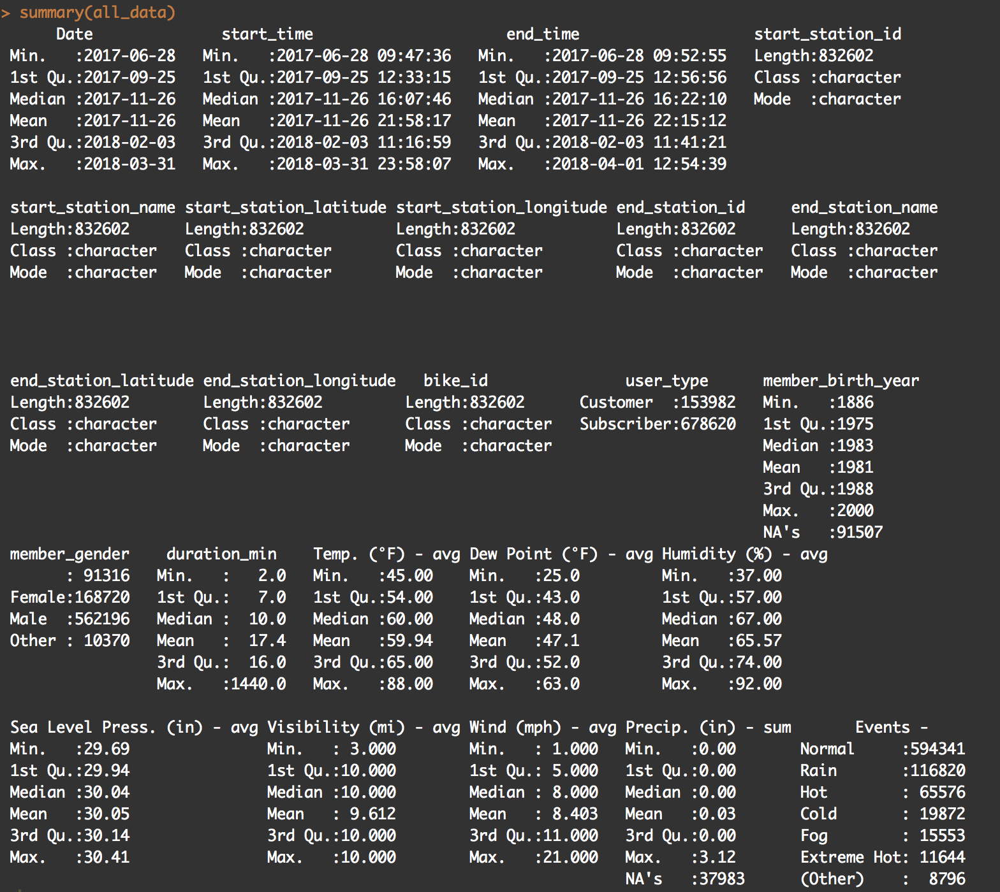 > summary(all_data)
Date start_time end_time start_station_id
Min. :2017-06-28 Min. :2017-06-28 09:47:36 Min. :2017-06-28 09:52:55 Length:832602
1st Qu.:2017-09-25 1st Qu.:2017-09-25 12:33:15 1st Qu.:2017-09-25 12:56:56 Class :character
Median :2017-11-26 Median :2017-11-26 16:07:46 Median :2017-11-26 16:22:10 Mode :character
Mean :2017-11-26 Mean :2017-11-26 21:58:17 Mean :2017-11-26 22:15:12
3rd Qu.:2018-02-03 3rd Qu.:2018-02-03 11:16:59 3rd Qu.:2018-02-03 11:41:21
Max. :2018-03-31 Max. :2018-03-31 23:58:07 Max. :2018-04-01 12:54:39
start_station_name start_station_latitude start_station_longitude end_station_id end_station_name
Length:832602 Length:832602 Length:832602 Length:832602 Length:832602
Class :character Class :character Class :character Class :character Class :character
Mode :character Mode :character Mode :character Mode :character Mode :character
end_station_latitude end_station_longitude bike_id user_type member_birth_year
Length:832602 Length:832602 Length:832602 Customer :153982 Min. :1886
Class :character Class :character Class :character Subscriber:678620 1st Qu.:1975
Mode :character Mode :character Mode :character Median :1983
Mean :1981
3rd Qu.:1988
Max. :2000
NA's :91507
member_gender duration_min Temp. (°F) - avg Dew Point (°F) - avg Humidity (%) - avg
: 91316 Min. : 2.0 Min. :45.00 Min. :25.0 Min. :37.00
Female:168720 1st Qu.: 7.0 1st Qu.:54.00 1st Qu.:43.0 1st Qu.:57.00
Male :562196 Median : 10.0 Median :60.00 Median :48.0 Median :67.00
Other : 10370 Mean : 17.4 Mean :59.94 Mean :47.1 Mean :65.57
3rd Qu.: 16.0 3rd Qu.:65.00 3rd Qu.:52.0 3rd Qu.:74.00
Max. :1440.0 Max. :88.00 Max. :63.0 Max. :92.00
Sea Level Press. (in) - avg Visibility (mi) - avg Wind (mph) - avg Precip. (in) - sum Events -
Min. :29.69 Min. : 3.000 Min. : 1.000 Min. :0.00 Normal :594341
1st Qu.:29.94 1st Qu.:10.000 1st Qu.: 5.000 1st Qu.:0.00 Rain :116820
Median :30.04 Median :10.000 Median : 8.000 Median :0.00 Hot : 65576
Mean :30.05 Mean : 9.612 Mean : 8.403 Mean :0.03 Cold : 19872
3rd Qu.:30.14 3rd Qu.:10.000 3rd Qu.:11.000 3rd Qu.:0.00 Fog : 15553
Max. :30.41 Max. :10.000 Max. :21.000 Max. :3.12 Extreme Hot: 11644
NA's :37983 (Other) : 8796